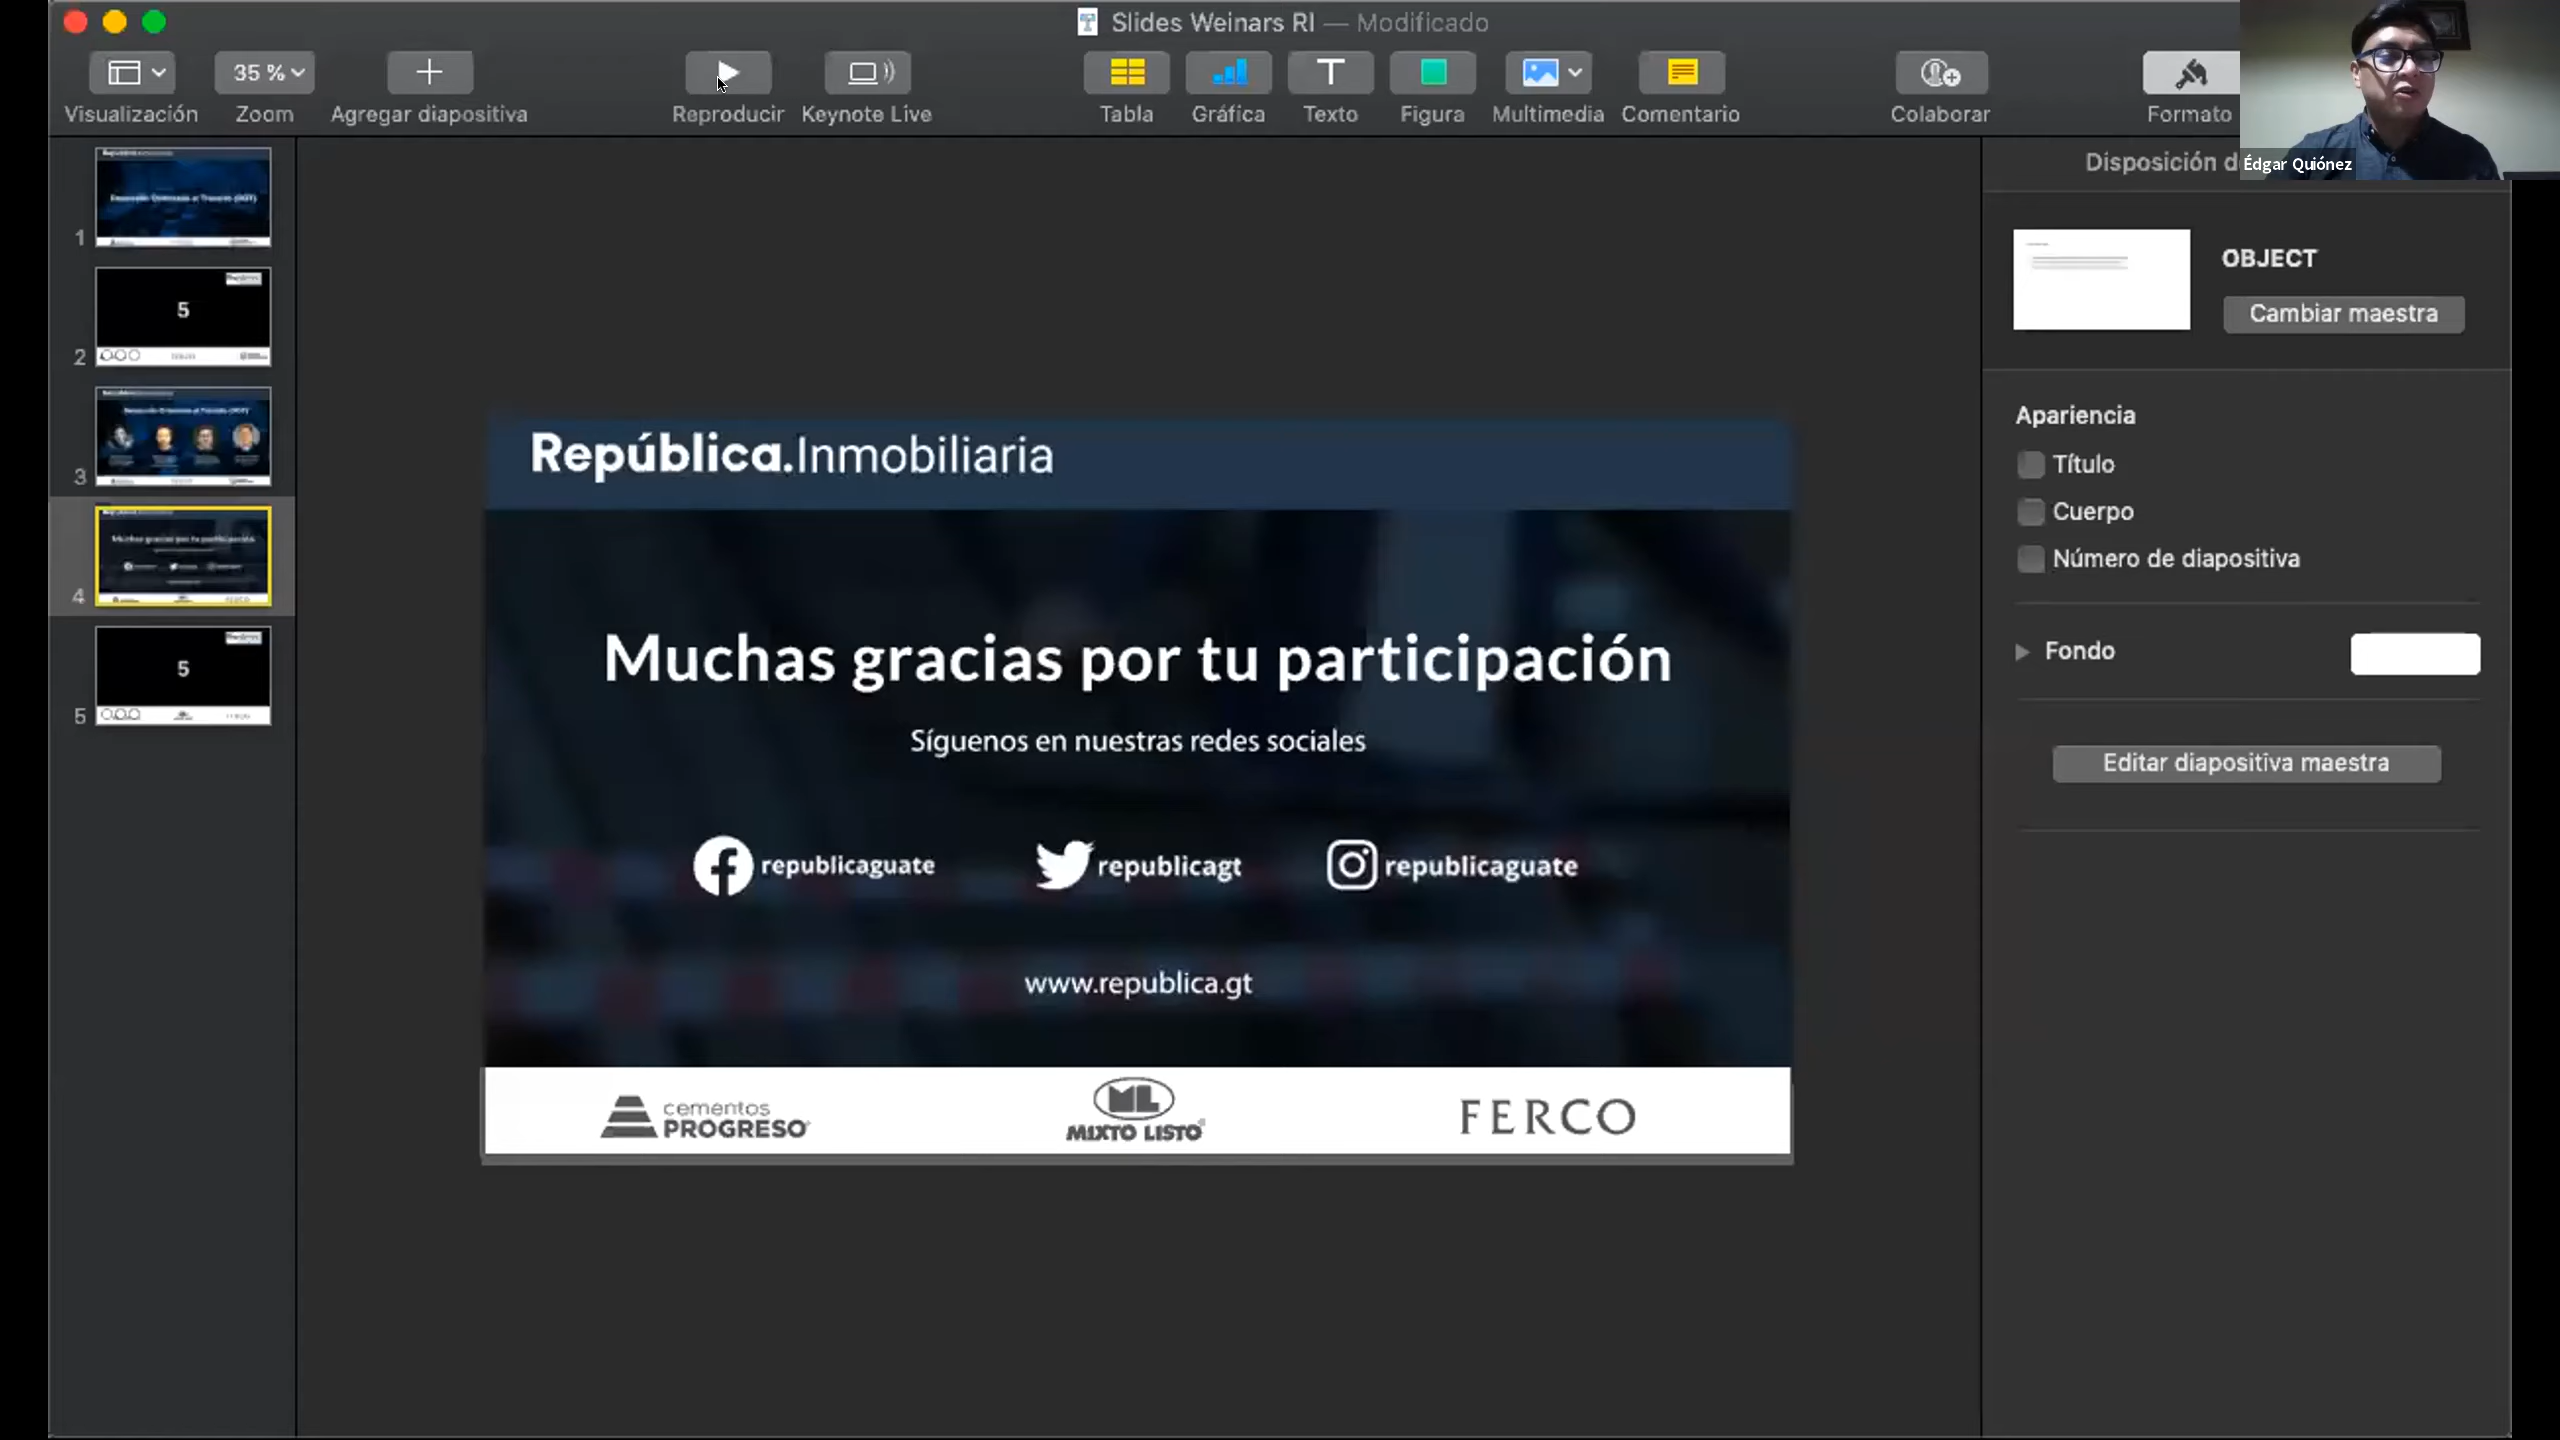 Slides Weinars RI — Modificado
35 %
Visualización
Zoom
Agregar diapositiva
Reproducir
Keynote Live
Tabla
Gráfica
Texto
Figura
Multimedia
Comentario
Colaborar
Formato
Édgar Quiónez
1
5
2
3
4
5
5
República.Inmobiliaria
Muchas gracias por tu participación
Síguenos en nuestras redes sociales
republicaguate
republicagt
republicaguate
www.republica.gt
cementos
PROGRESO
ML
MIXTO LISTO
FERCO
Disposición d
OBJECT
Cambiar maestra
Apariencia
Título
Cuerpo
Número de diapositiva
Fondo
Editar diapositiva maestra